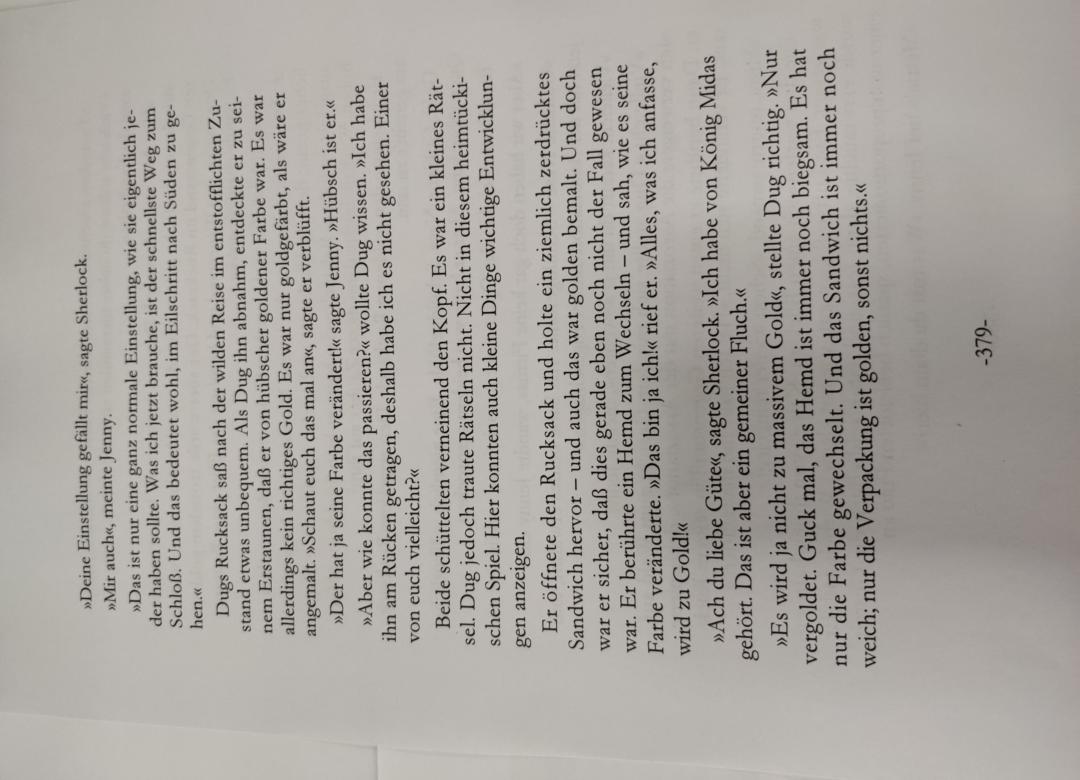 »Deine Einstellung gefällt mir«, sagte Sherlock.
»Mir auch«, meinte Jenny.
»Das ist nur eine ganz normale Einstellung, wie sie eigentlich je-
der haben sollte. Was ich jetzt brauche, ist der schnellste Weg zum
Schloß. Und das bedeutet wohl, im Eilschritt nach Süden zu ge-
hen.«
Dugs Rucksack saß nach der wilden Reise im entstofflichten Zu-
stand etwas unbequem. Als Dug ihn abnahm, entdeckte er zu sei-
nem Erstaunen, daß er von hübscher goldener Farbe war. Es war
allerdings kein richtiges Gold. Es war nur goldgefärbt, als wäre er
angemalt. »Schaut euch das mal an«, sagte er verblüfft.
»Der hat ja seine Farbe verändert!« sagte Jenny. »Hübsch ist er.«
»Aber wie konnte das passieren?« wollte Dug wissen. »Ich habe
ihn am Rücken getragen, deshalb habe ich es nicht gesehen. Einer
von euch vielleicht?«
Beide schüttelten verneinend den Kopf. Es war ein kleines Rät-
sel. Dug jedoch traute Rätseln nicht. Nicht in diesem heimtücki-
schen Spiel. Hier konnten auch kleine Dinge wichtige Entwicklun-
gen anzeigen.
Er öffnete den Rucksack und holte ein ziemlich zerdrücktes
Sandwich hervor – und auch das war golden bemalt. Und doch
war er sicher, daß dies gerade eben noch nicht der Fall gewesen
war. Er berührte ein Hemd zum Wechseln – und sah, wie es seine
Farbe veränderte. »Das bin ja ich!« rief er. »Alles, was ich anfasse,
wird zu Gold!«
»Ach du liebe Güte«, sagte Sherlock. »Ich habe von König Midas
gehört. Das ist aber ein gemeiner Fluch.«
»Es wird ja nicht zu massivem Gold«, stellte Dug richtig. »Nur
vergoldet. Guck mal, das Hemd ist immer noch biegsam. Es hat
nur die Farbe gewechselt. Und das Sandwich ist immer noch
weich; nur die Verpackung ist golden, sonst nichts.«
-379-